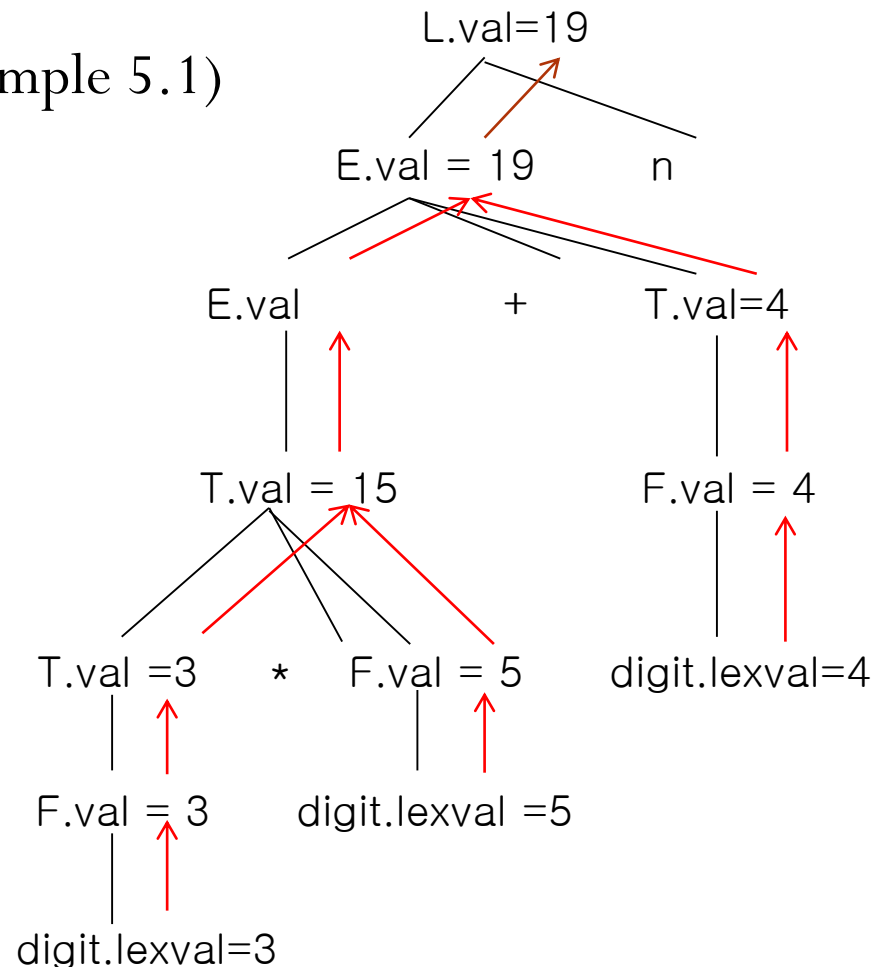 L.val=19
mple 5.1)
E.val = 19 n
E.val + T.val=4
T.val = 15 F.val = 4
T.val =3 * F.val = 5 digit.lexval=4
F.val = 3 digit.lexval =5
digit.lexval=3